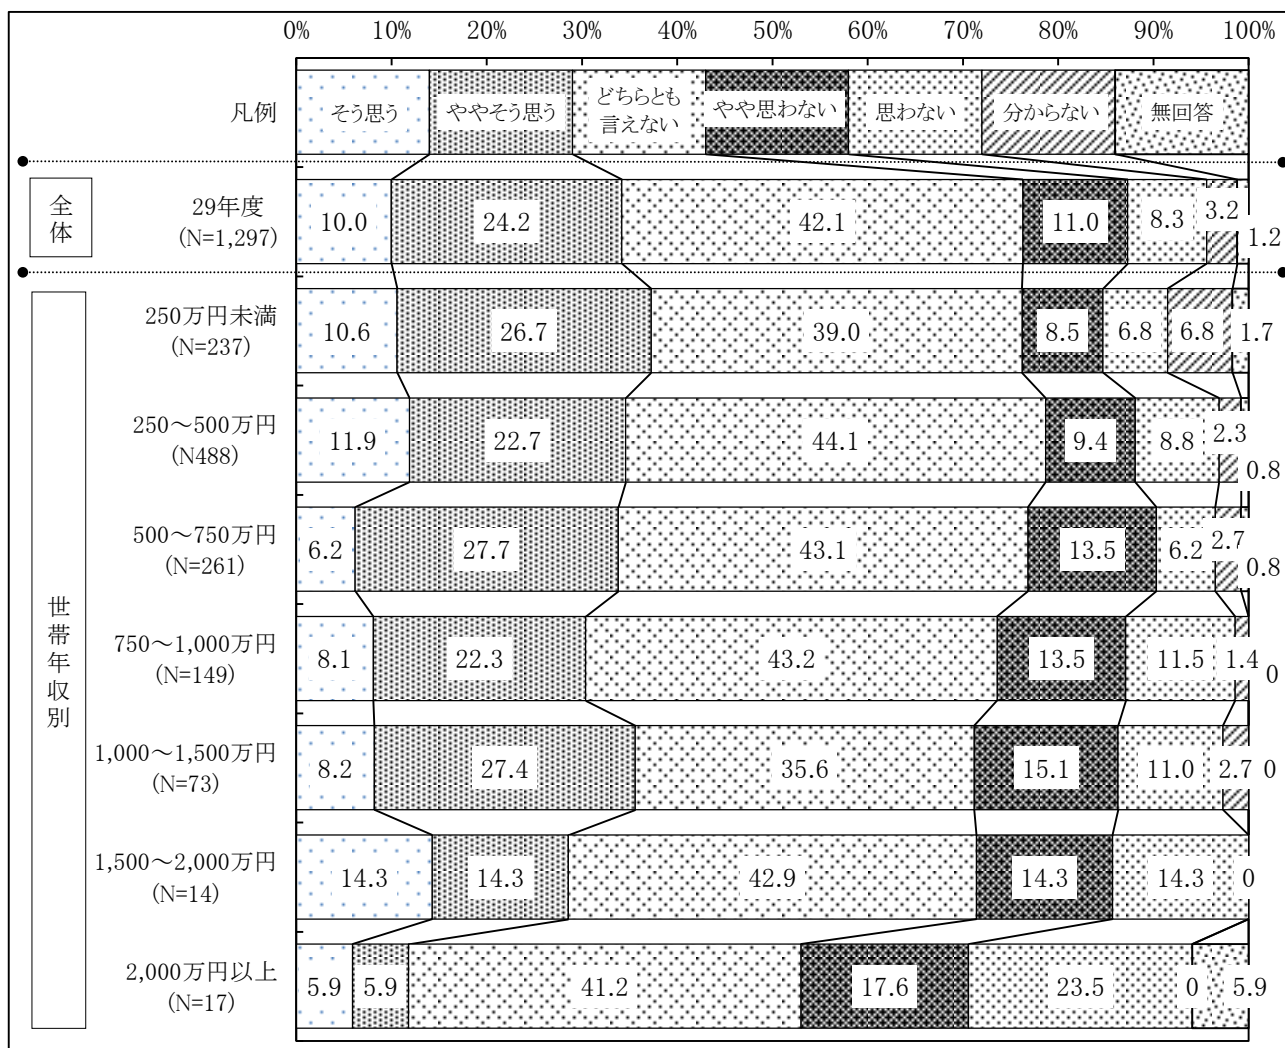 0% 10% 20% 30% 40% 50% 60% 70% 80% 90% 100%
凡例 そう思う ややそう思う どちらとも言えない やや思わない 思わない 分からない 無回答
全体
29年度
(N=1,297)
10.0 24.2 42.1 11.0 8.3 3.2 1.2
世帯年収別
250万円未満
(N=237)
10.6 26.7 39.0 8.5 6.8 6.8 1.7
250～500万円
(N488)
11.9 22.7 44.1 9.4 8.8 2.3 0.8
500～750万円
(N=261)
6.2 27.7 43.1 13.5 6.2 2.7 0.8
750～1,000万円
(N=149)
8.1 22.3 43.2 13.5 11.5 1.4 0
1,000～1,500万円
(N=73)
8.2 27.4 35.6 15.1 11.0 2.7 0
1,500～2,000万円
(N=14)
14.3 14.3 42.9 14.3 14.3 0
2,000万円以上
(N=17)
5.9 5.9 41.2 17.6 23.5 0 5.9